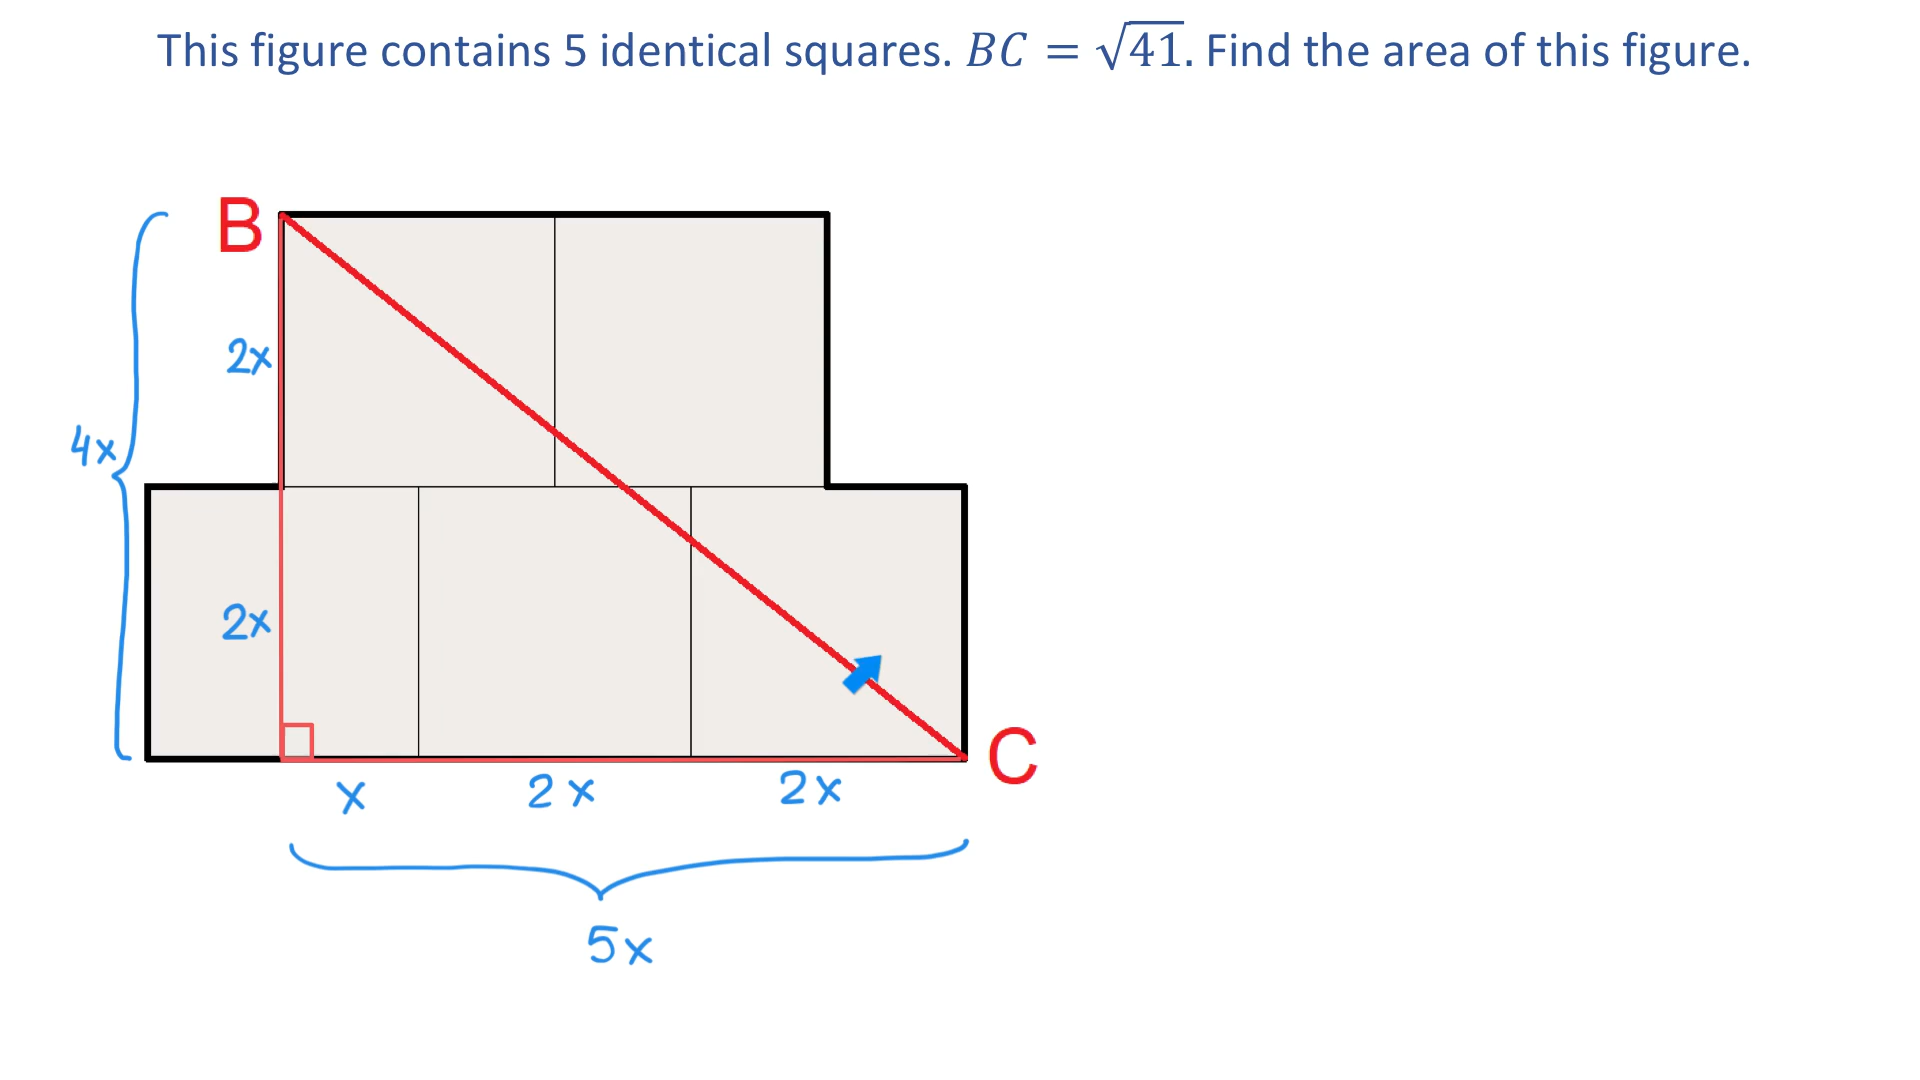 This figure contains 5 identical squares. BC = √41. Find the area of this figure.
B
2x
4x
2x
C
x 2x 2x
5x